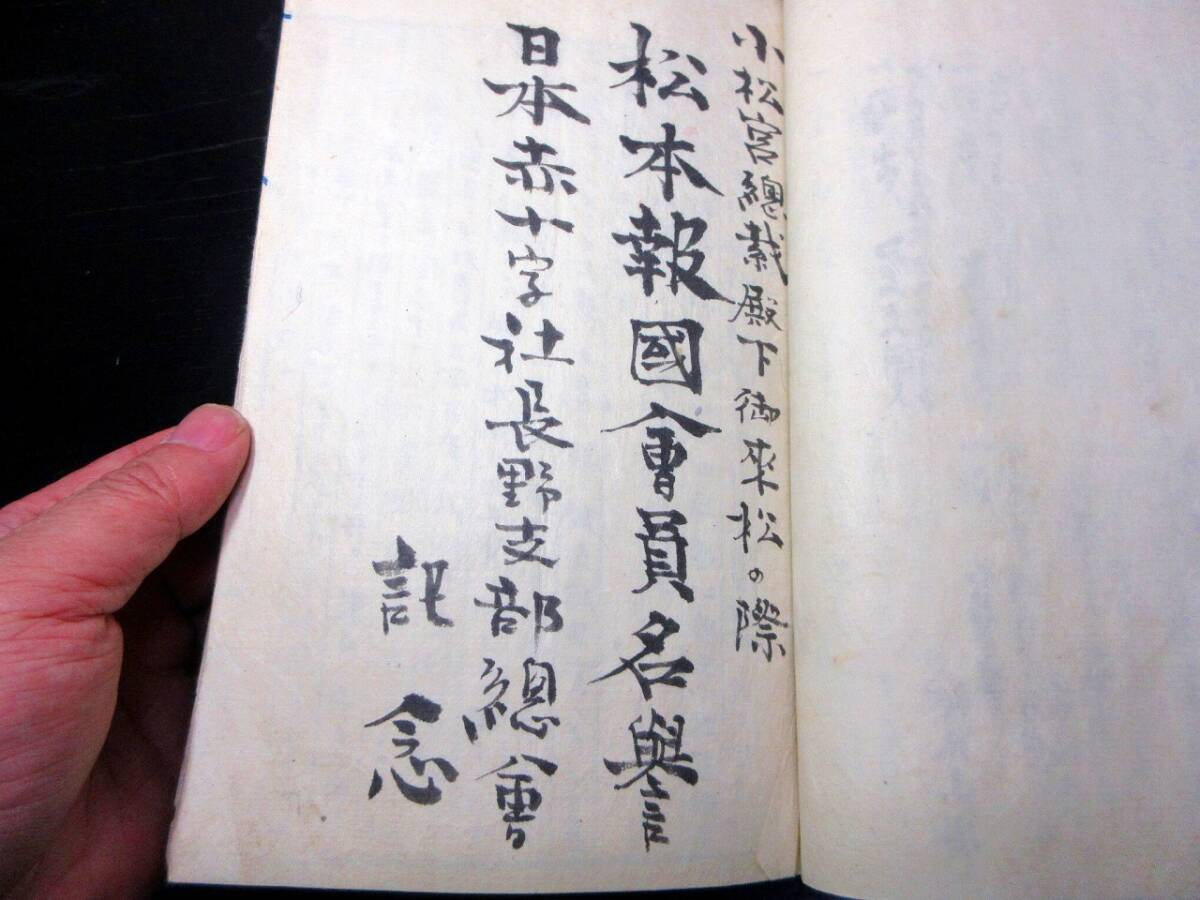 小松宮總裁殿下御来松の際
松本報國會員名譽
日本赤十字社長野支部總會
記念